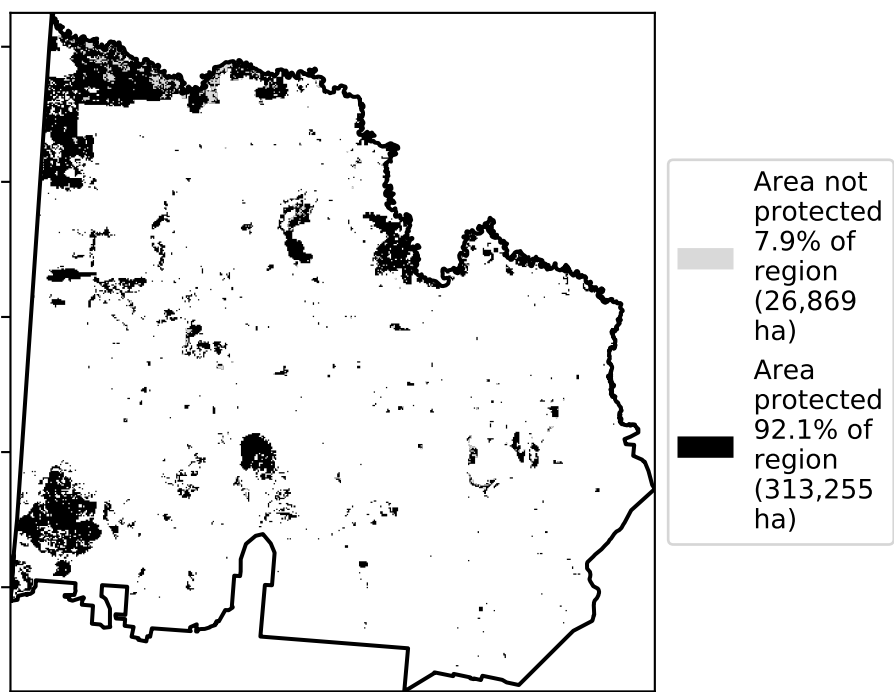 Area not
protected
7.9% of
region
(26,869
ha)
Area
protected
92.1% of
region
(313,255
ha)